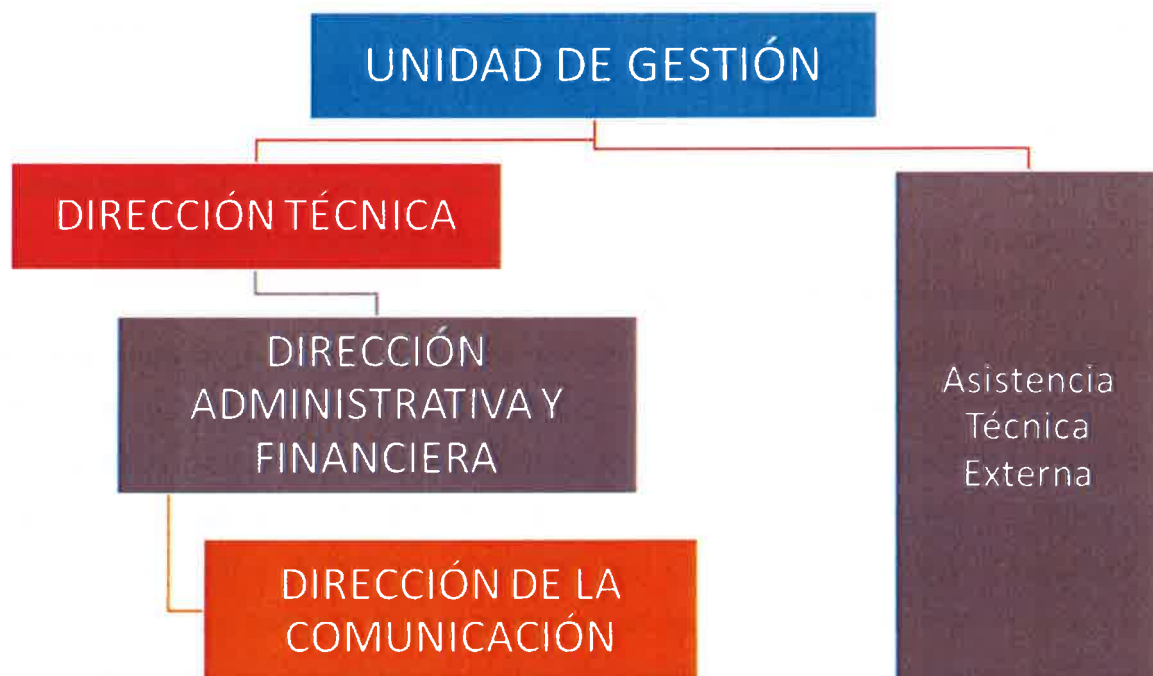 UNIDAD DE GESTIÓN
DIRECCIÓN TÉCNICA
DIRECCIÓN
ADMINISTRATIVA Y
FINANCIERA
DIRECCIÓN DE LA
COMUNICACIÓN
Asistencia
Técnica
Externa